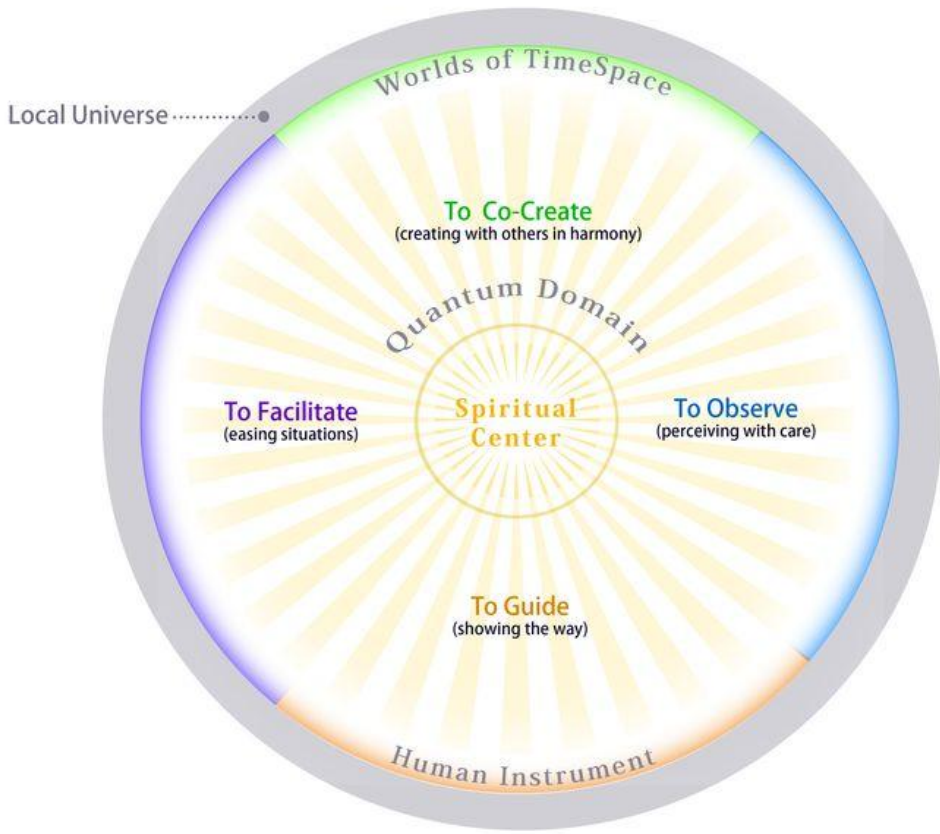 Worlds of TimeSpace
Local Universe
To Co-Create
(creating with others in harmony)
Quantum Domain
To Facilitate
(easing situations)
Spiritual
Center
To Observe
(perceiving with care)
To Guide
(showing the way)
Human Instrument